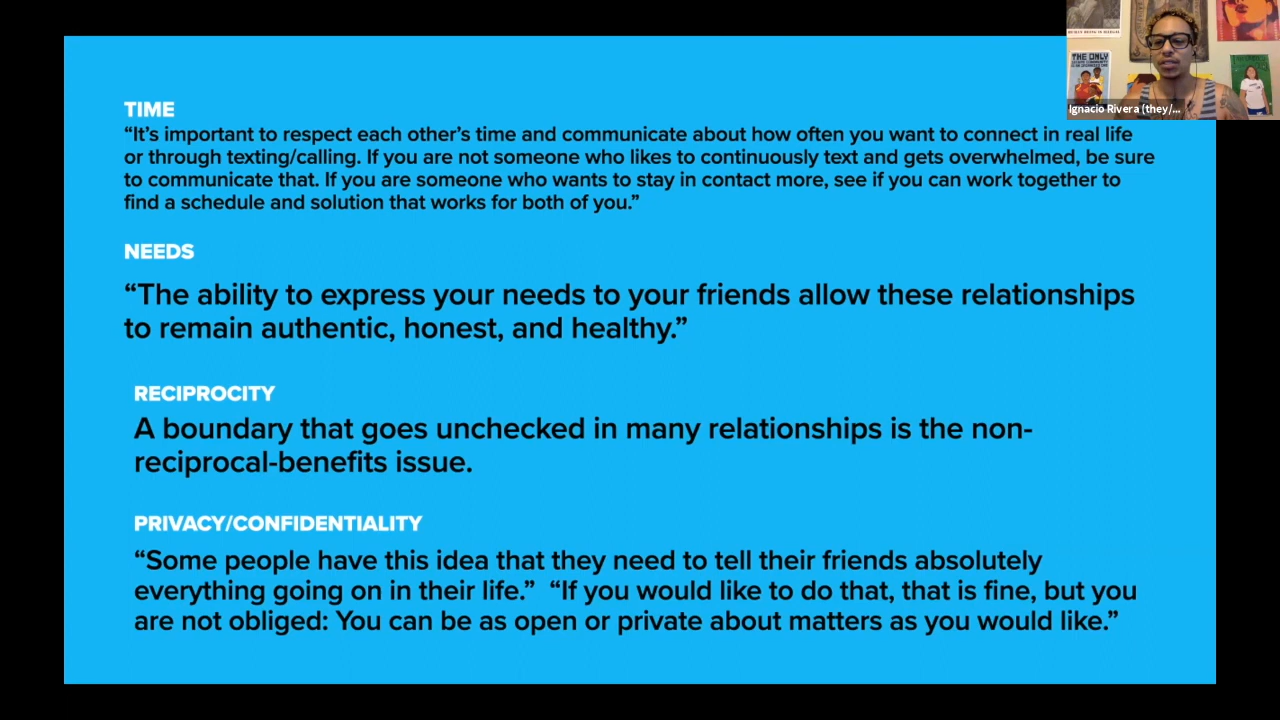 TIME
“It’s important to respect each other’s time and communicate about how often you want to connect in real life
or through texting/calling. If you are not someone who likes to continuously text and gets overwhelmed, be sure
to communicate that. If you are someone who wants to stay in contact more, see if you can work together to
find a schedule and solution that works for both of you.”
NEEDS
“The ability to express your needs to your friends allow these relationships
to remain authentic, honest, and healthy.”
RECIPROCITY
A boundary that goes unchecked in many relationships is the non-
reciprocal-benefits issue.
PRIVACY/CONFIDENTIALITY
“Some people have this idea that they need to tell their friends absolutely
everything going on in their life.”  “If you would like to do that, that is fine, but you
are not obliged: You can be as open or private about matters as you would like.”
THE ONLY
Ignacio Rivera (they/...